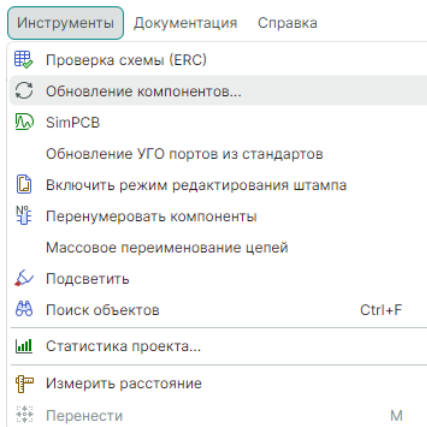 Инструменты Документация Справка
Проверка схемы (ERC)
Обновление компонентов...
SimPCB
Обновление УГО портов из стандартов
Включить режим редактирования штампа
Nº Перенумеровать компоненты
Массовое переименование цепей
Подсветить
Поиск объектов Ctrl+F
Статистика проекта...
Измерить расстояние
Перенести M